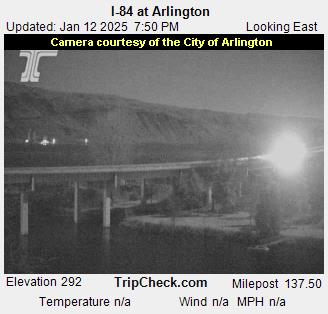 I-84 at Arlington
Updated: Jan 12 2025 7:50 PM Looking East
Camera courtesy of the City of Arlington
Elevation 292 TripCheck.com Milepost 137.50
Temperature n/a Wind n/a MPH n/a